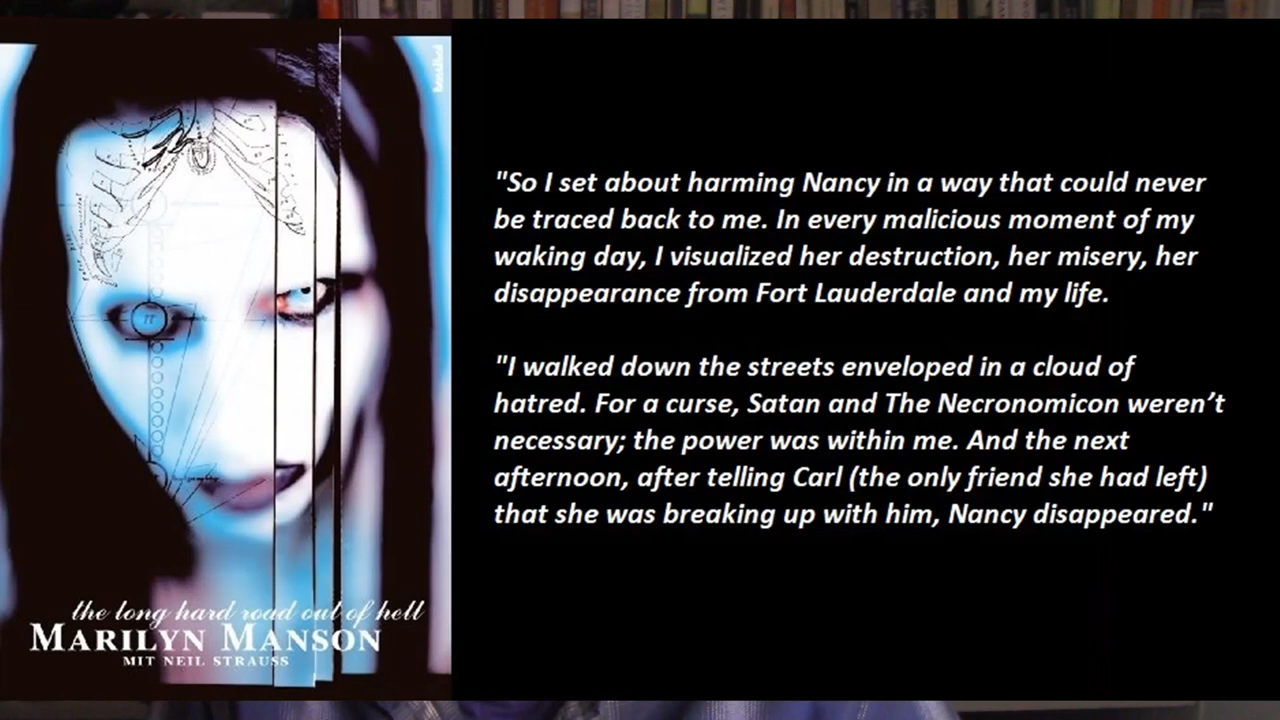 hannibal
"So I set about harming Nancy in a way that could never
be traced back to me. In every malicious moment of my
waking day, I visualized her destruction, her misery, her
disappearance from Fort Lauderdale and my life.
"I walked down the streets enveloped in a cloud of
hatred. For a curse, Satan and The Necronomicon weren’t
necessary; the power was within me. And the next
afternoon, after telling Carl (the only friend she had left)
that she was breaking up with him, Nancy disappeared."
π
the long hard road out of hell
MARILYN MANSON
MIT NEIL STRAUSS